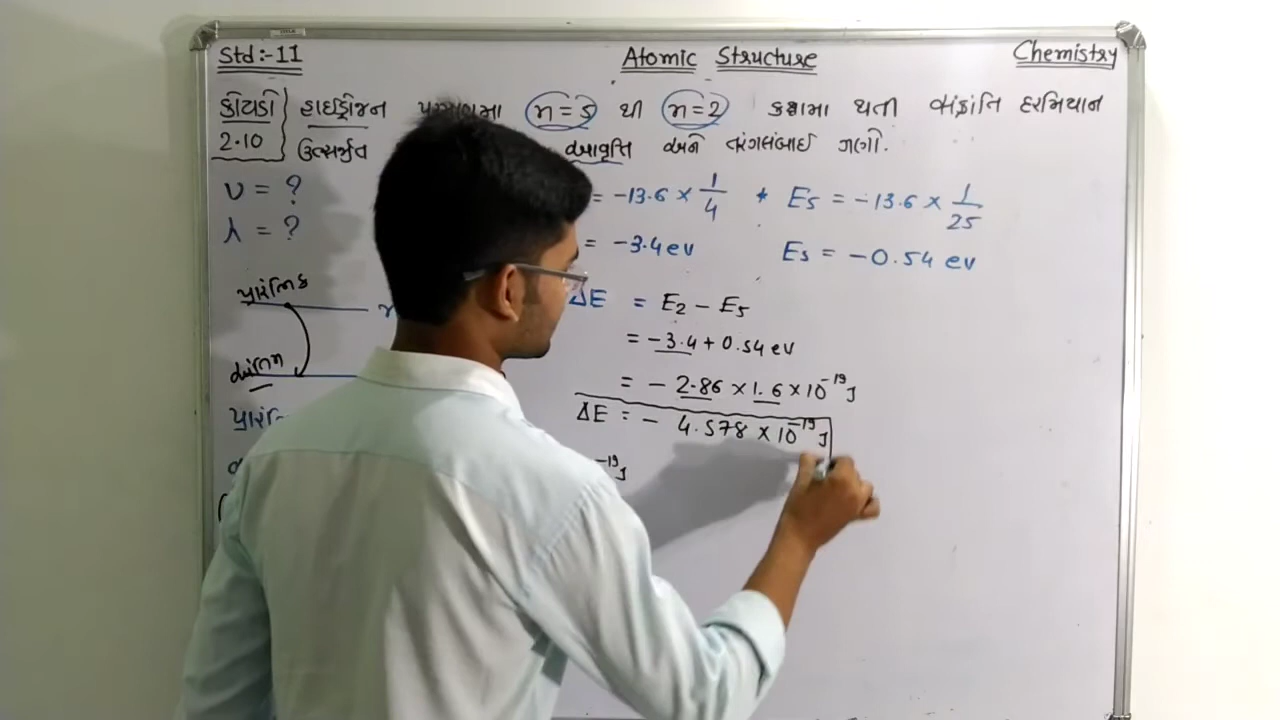 Std:-11
Atomic Structure
Chemistry
કોયડો 2.10
હાઇડ્રોજન n=5 થી n=2 કક્ષામા થતી સંક્રાંતિ દરમિયાન
ઉત્સર્જીત આવૃત્તિ અને તરંગલંબાઈ ગણો.
υ = ?
λ = ?
= -13.6 × 1/4
* E5 = -13.6 × 1/25
= -3.4 ev
E5 = -0.54 ev
પ્રારંભિક
અંતિમ
ΔE = E2 - E5
= -3.4 + 0.54 ev
= - 2.86 × 1.6 × 10⁻¹⁹ J
ΔE = - 4.578 × 10⁻¹⁹ J
⁻¹⁹ J